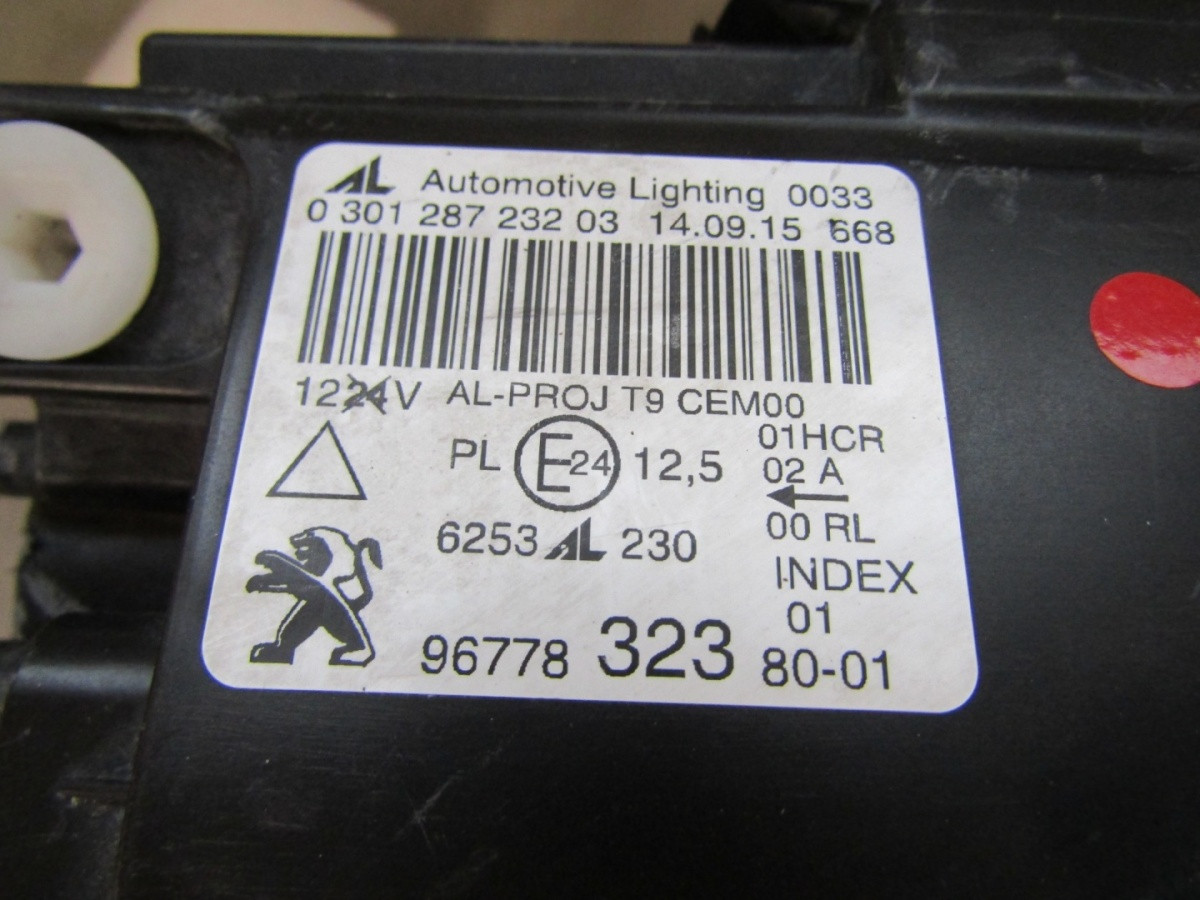 AL Automotive Lighting 0033
0 301 287 232 03 14.09.15 668
1224V AL-PROJ T9 CEM00
01HCR
PL E24 12,5 02 A
00 RL
6253 AL 230
INDEX
01
96778 323 80-01